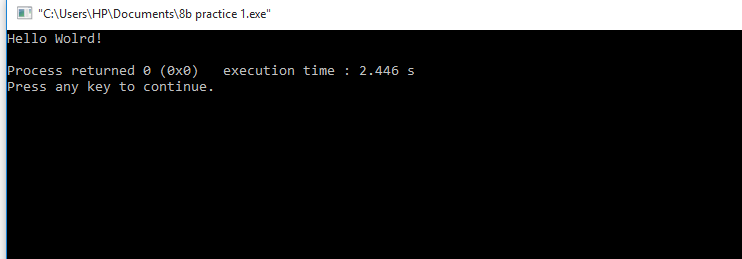 "C:\Users\HP\Documents\8b practice 1.exe"
Hello Wolrd!
Process returned 0 (0x0)   execution time : 2.446 s
Press any key to continue.